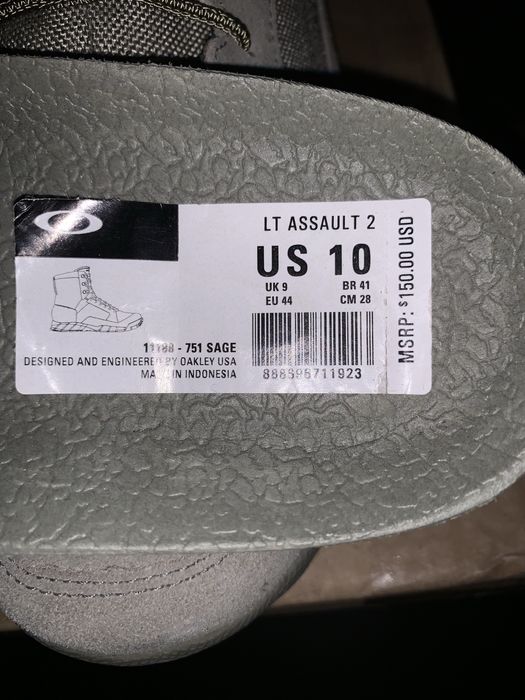 LT ASSAULT 2
US 10
UK 9 BR 41
EU 44 CM 28
MSRP: $150.00 USD
11188 - 751 SAGE
DESIGNED AND ENGINEERED BY OAKLEY USA
MADE IN INDONESIA